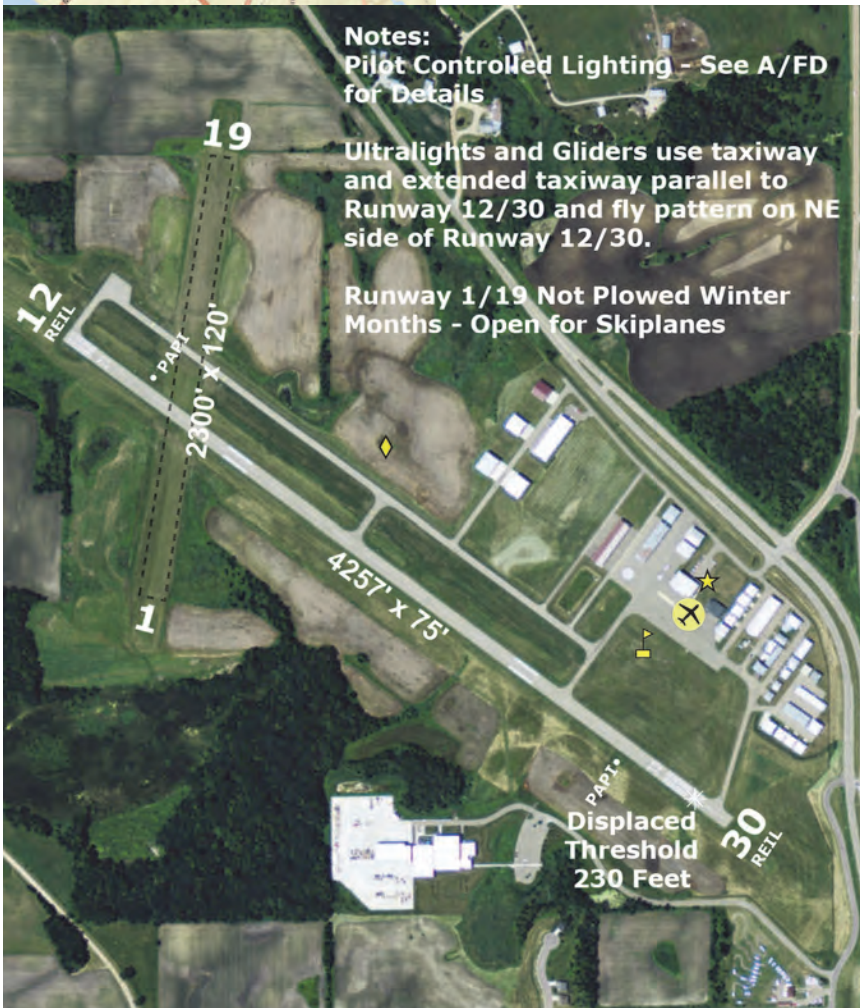 Notes:
Pilot Controlled Lighting - See A/FD
for Details
Ultralights and Gliders use taxiway
and extended taxiway parallel to
Runway 12/30 and fly pattern on NE
side of Runway 12/30.
Runway 1/19 Not Plowed Winter
Months - Open for Skiplanes
19
12
REIL
PAPI
2300' x 120'
4257' x 75'
1
PAPI
Displaced
Threshold
230 Feet
30
REIL